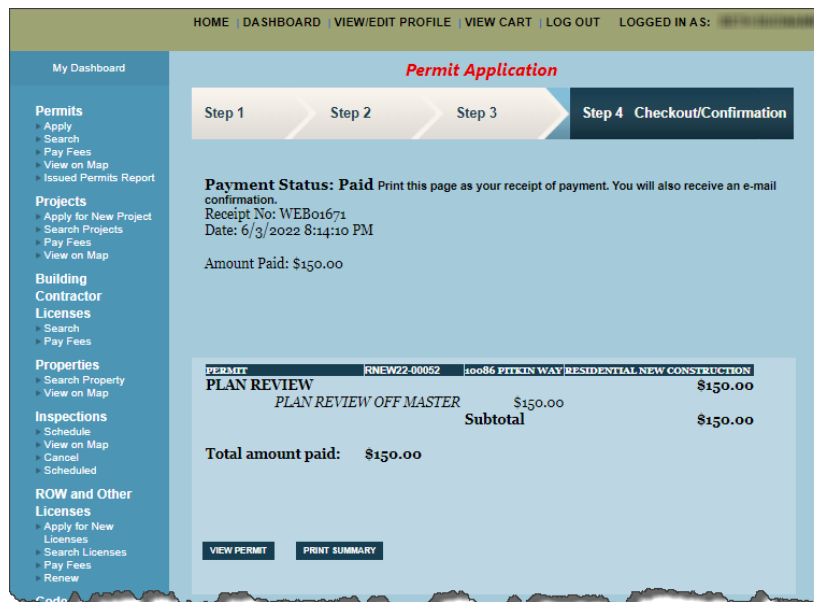 HOME | DASHBOARD | VIEW/EDIT PROFILE | VIEW CART | LOG OUT LOGGED IN AS:
My Dashboard
Permits
Apply
Search
Pay Fees
View on Map
Issued Permits Report
Projects
Apply for New Project
Search Projects
Pay Fees
View on Map
Building
Contractor
Licenses
Search
Pay Fees
Properties
Search Property
View on Map
Inspections
Schedule
View on Map
Cancel
Scheduled
ROW and Other
Licenses
Apply for New
Licenses
Search Licenses
Pay Fees
Renew
Code
Permit Application
Step 1 Step 2 Step 3 Step 4 Checkout/Confirmation
Payment Status: Paid Print this page as your receipt of payment. You will also receive an e-mail
confirmation.
Receipt No: WEB01671
Date: 6/3/2022 8:14:10 PM
Amount Paid: $150.00
PERMIT RNEW22-00052 10086 PITKIN WAY RESIDENTIAL NEW CONSTRUCTION
PLAN REVIEW $150.00
PLAN REVIEW OFF MASTER $150.00
Subtotal $150.00
Total amount paid: $150.00
VIEW PERMIT PRINT SUMMARY